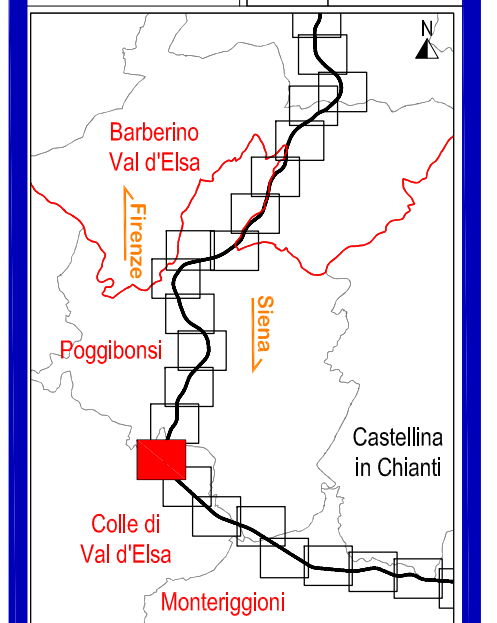 N
Barberino
Val d'Elsa
Firenze
Siena
Poggibonsi
Castellina
in Chianti
Colle di
Val d'Elsa
Monteriggioni